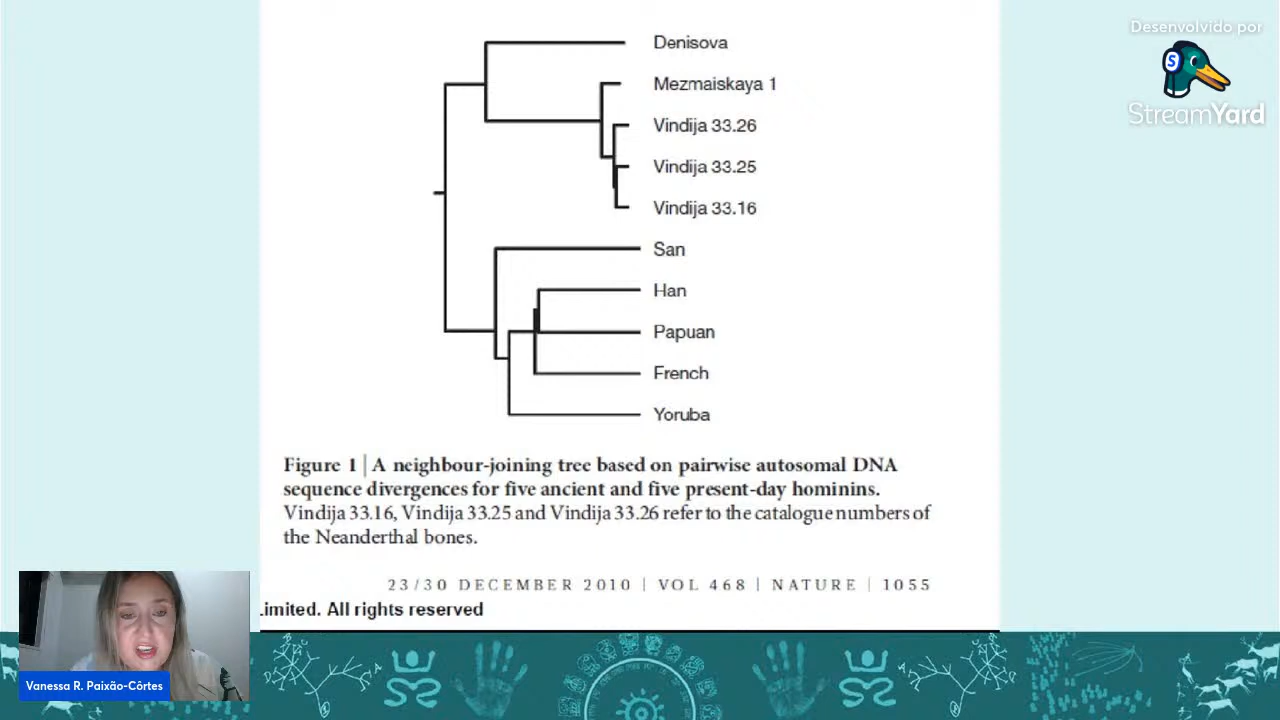 Desenvolvido por
S
StreamYard
Denisova
Mezmaiskaya 1
Vindija 33.26
Vindija 33.25
Vindija 33.16
San
Han
Papuan
French
Yoruba
Figure 1 | A neighbour-joining tree based on pairwise autosomal DNA
sequence divergences for five ancient and five present-day hominins.
Vindija 33.16, Vindija 33.25 and Vindija 33.26 refer to the catalogue numbers of
the Neanderthal bones.
23/30 DECEMBER 2010 | VOL 468 | NATURE | 1055
Limited. All rights reserved
Vanessa R. Paixão-Côrtes